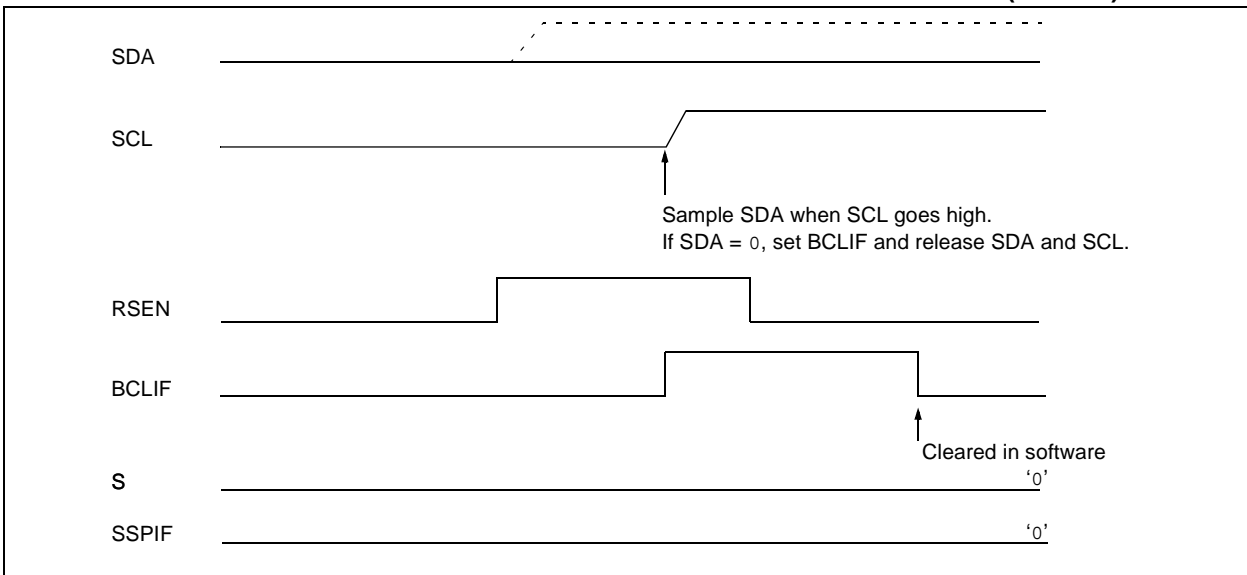 SDA
SCL
Sample SDA when SCL goes high.
If SDA = 0, set BCLIF and release SDA and SCL.
RSEN
BCLIF
Cleared in software
S
‘0’
SSPIF
‘0’